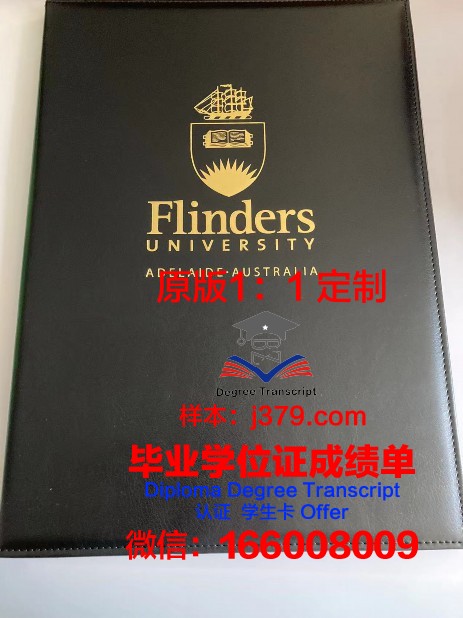 Flinders
UNIVERSITY
ADELAIDE·AUSTRALIA
原版1：1定制
Degree Transcript
样本：j379.com
毕业学位证成绩单
Diploma Degree Transcript
认证 学生卡 Offer
微信：166008009